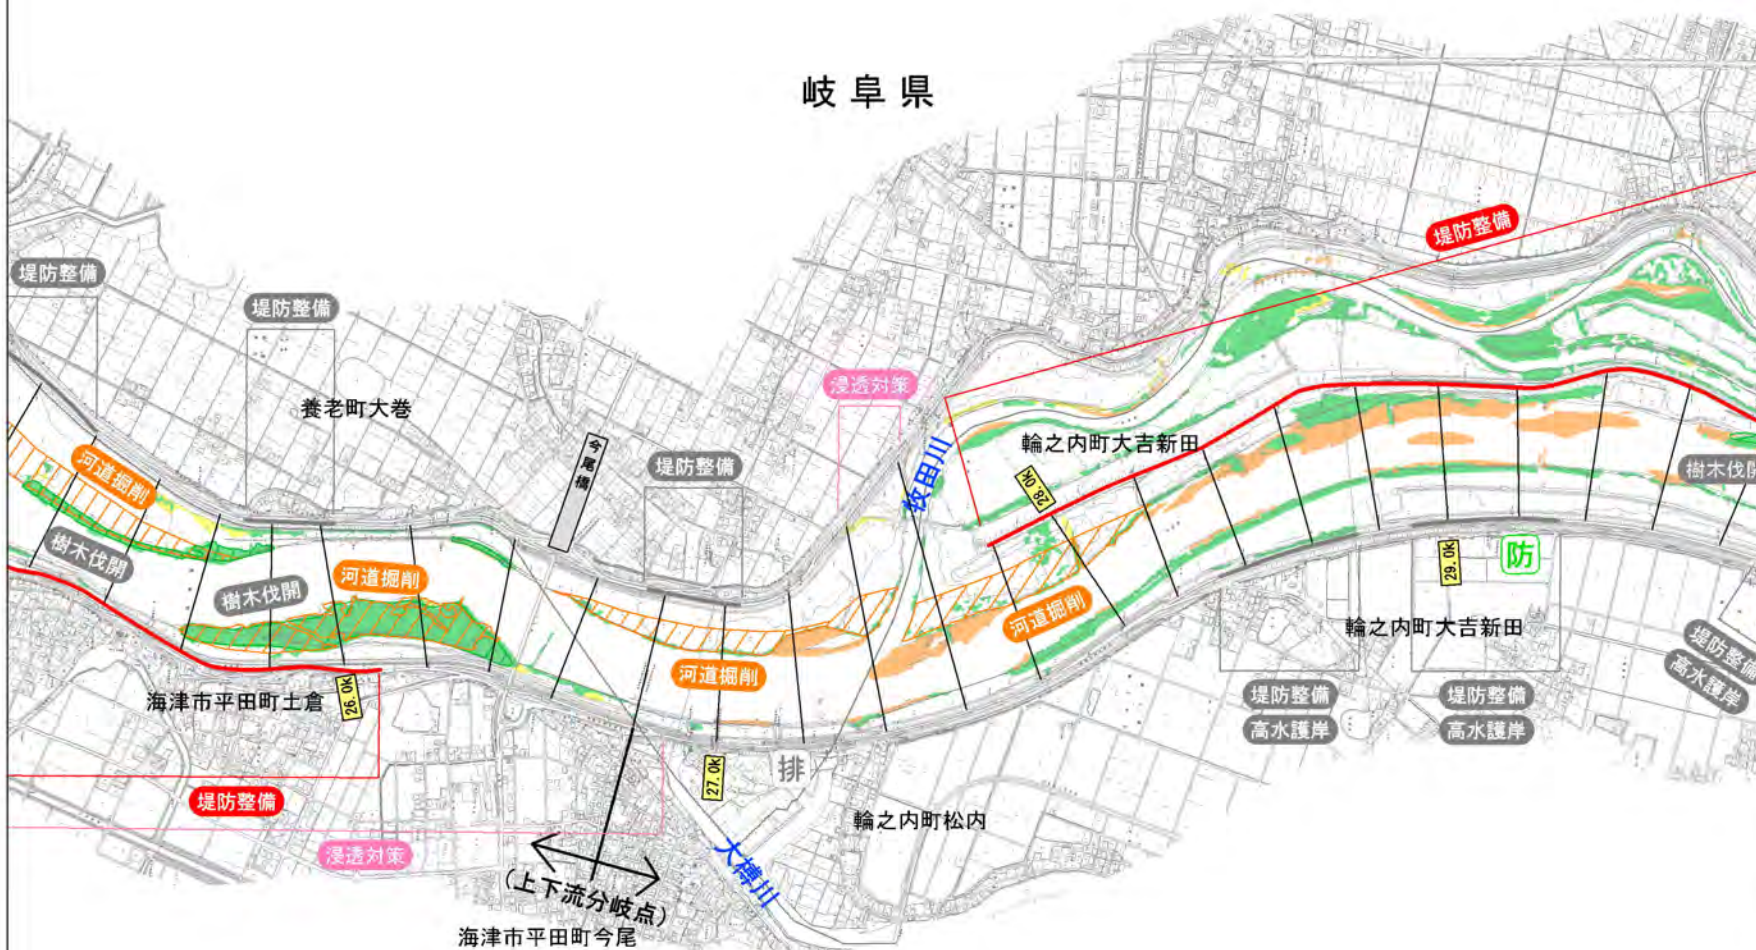 岐阜県
堤防整備
堤防整備
堤防整備
養老町大巻
浸透対策
今尾橋
堤防整備
牧田川
輪之内町大吉新田
28.0K
河道掘削
樹木伐開
樹木伐開
河道掘削
樹木伐開
河道掘削
河道掘削
29.0K
防
輪之内町大吉新田
堤防整備
高水護岸
堤防整備
高水護岸
堤防整備
高水護岸
海津市平田町土倉
26.0K
27.0K
排
堤防整備
浸透対策
輪之内町松内
大榑川
(上下流分岐点)
海津市平田町今尾